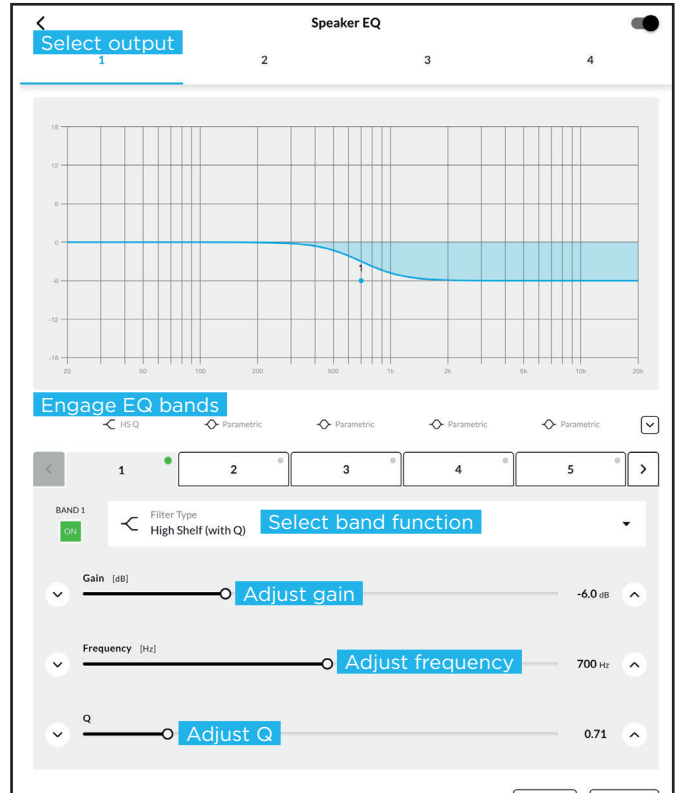 Speaker EQ
Select output
1 2 3 4
18
12
6
0
-6
1
-12
-18
20 50 100 200 500 1k 2k 5k 10k 20k
Engage EQ bands
HS Q Parametric Parametric Parametric Parametric
1 2 3 4 5
BAND 1
ON
Filter Type
High Shelf (with Q)
Select band function
Gain [dB]
Adjust gain
-6.0 dB
Frequency [Hz]
Adjust frequency
700 Hz
Q
Adjust Q
0.71